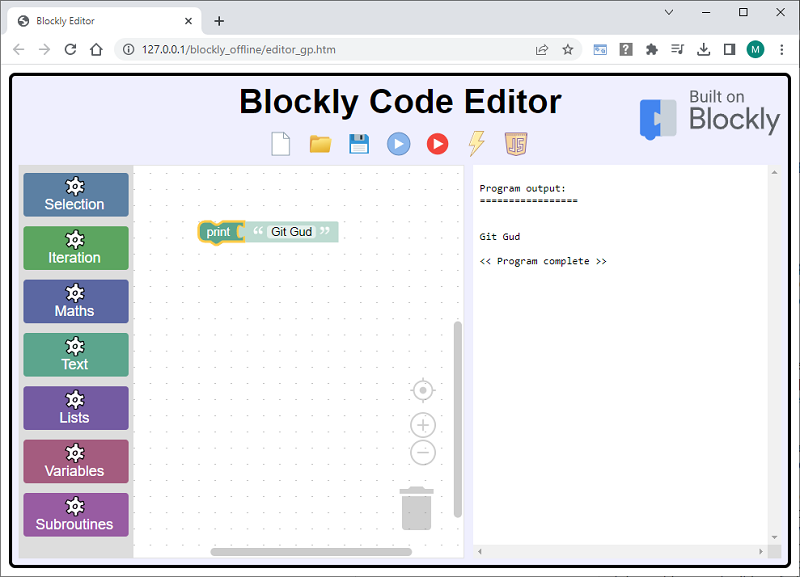 Blockly Editor
127.0.0.1/blockly_offline/editor_gp.htm
M
Blockly Code Editor
Built on
Blockly
JS
Selection
Iteration
Maths
Text
Lists
Variables
Subroutines
print “ Git Gud ”
Program output:
=================
Git Gud
<< Program complete >>